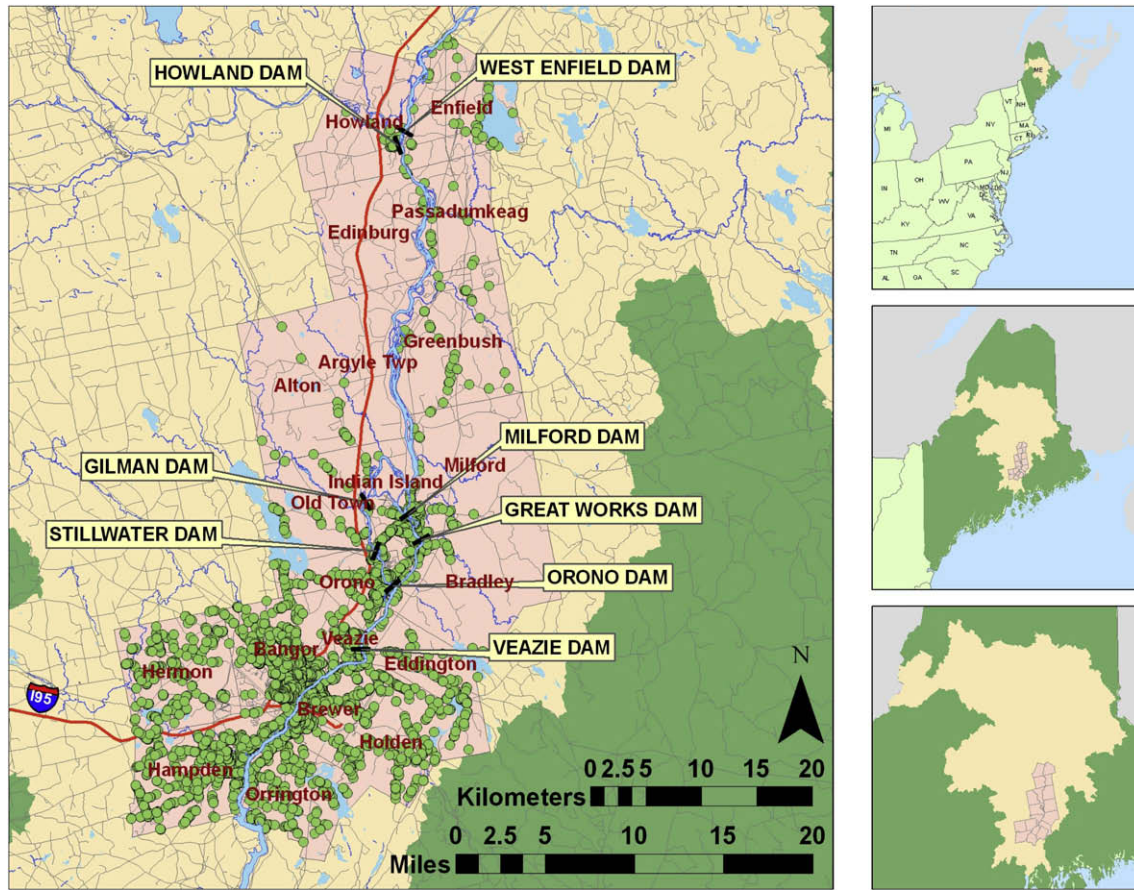 HOWLAND DAM
WEST ENFIELD DAM
Enfield
Howland
Passadumkeag
Edinburg
Greenbush
Argyle Twp
Alton
MILFORD DAM
GILMAN DAM
Milford
Indian Island
Old Town
GREAT WORKS DAM
STILLWATER DAM
ORONO DAM
Orono
Bradley
Veazie
VEAZIE DAM
Bangor
Eddington
Hermon
N
I95
Brewer
Holden
Hampden
Orrington
0 2.5 5 10 15 20
Kilometers
0 2.5 5 10 15 20
Miles
ME
MI
VT
NH
MI
NY
MA
CT
RI
PA
NJ
IN
OH
MD
DE
DC
WV
VA
KY
TN
NC
AL
GA
SC